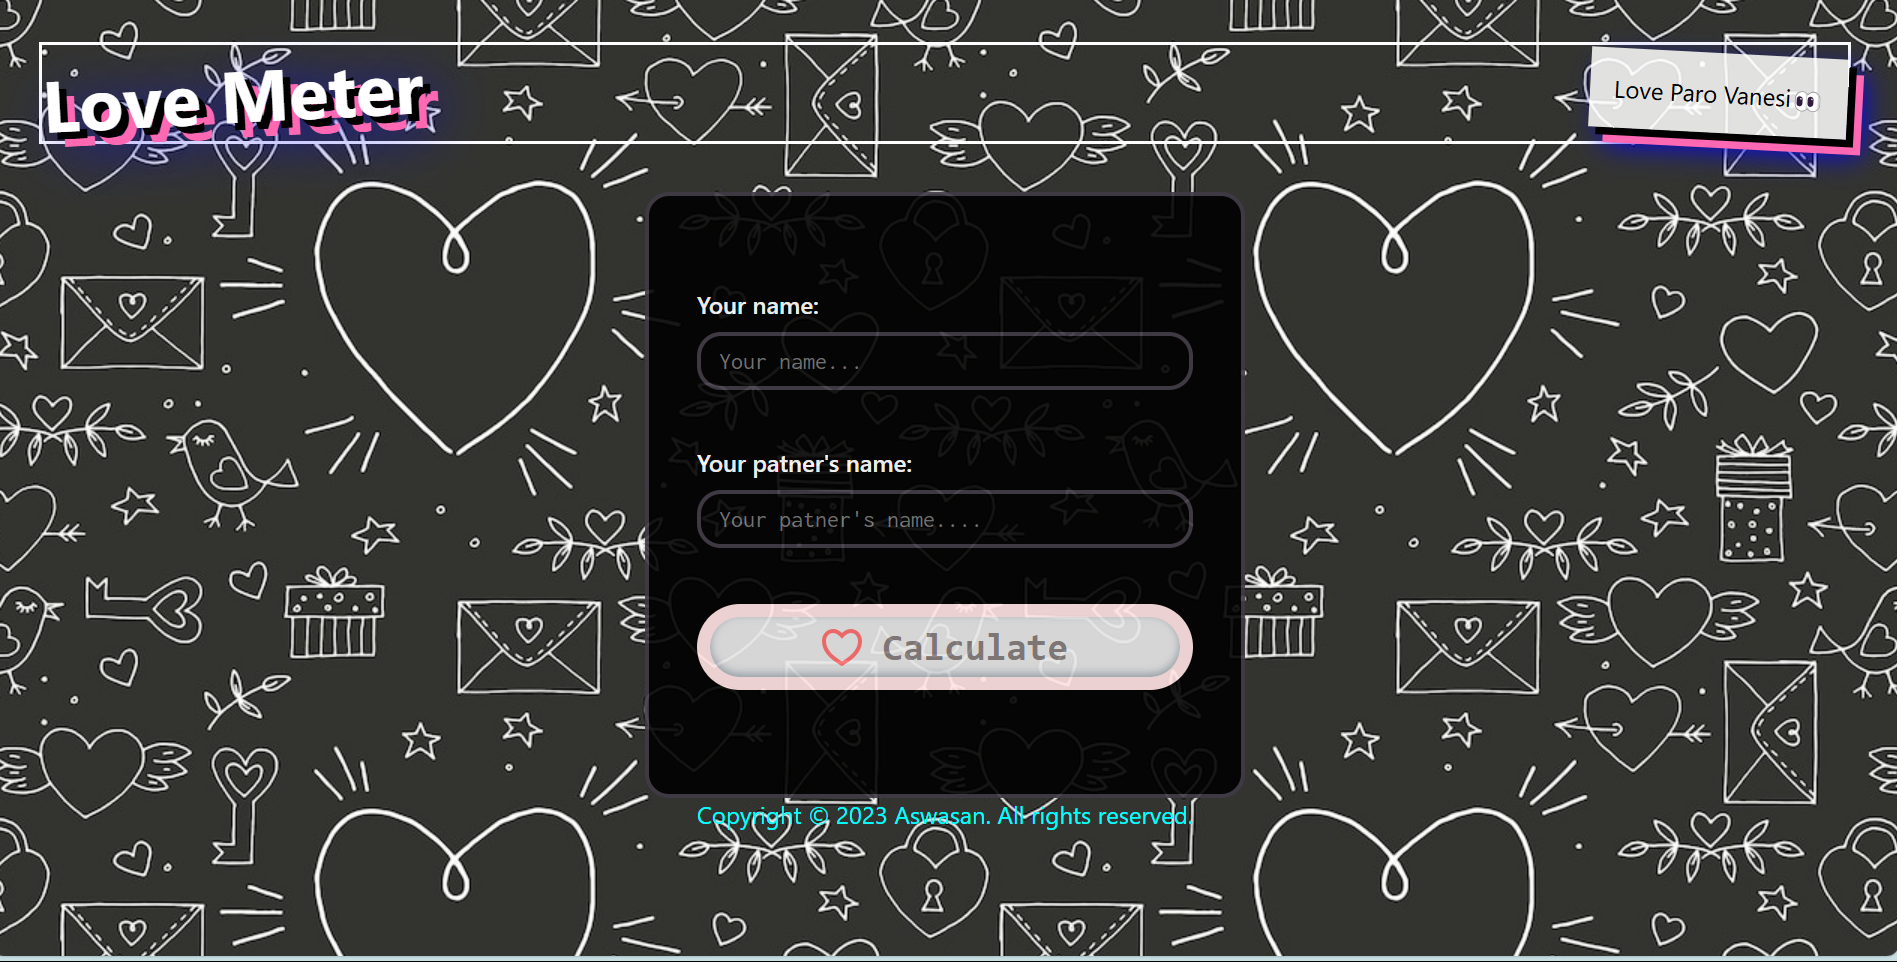 Love Meter
Love Paro Vanesi👀
Your name:
Your name...
Your patner's name:
Your patner's name....
Calculate
Copyright © 2023 Aswasan. All rights reserved.